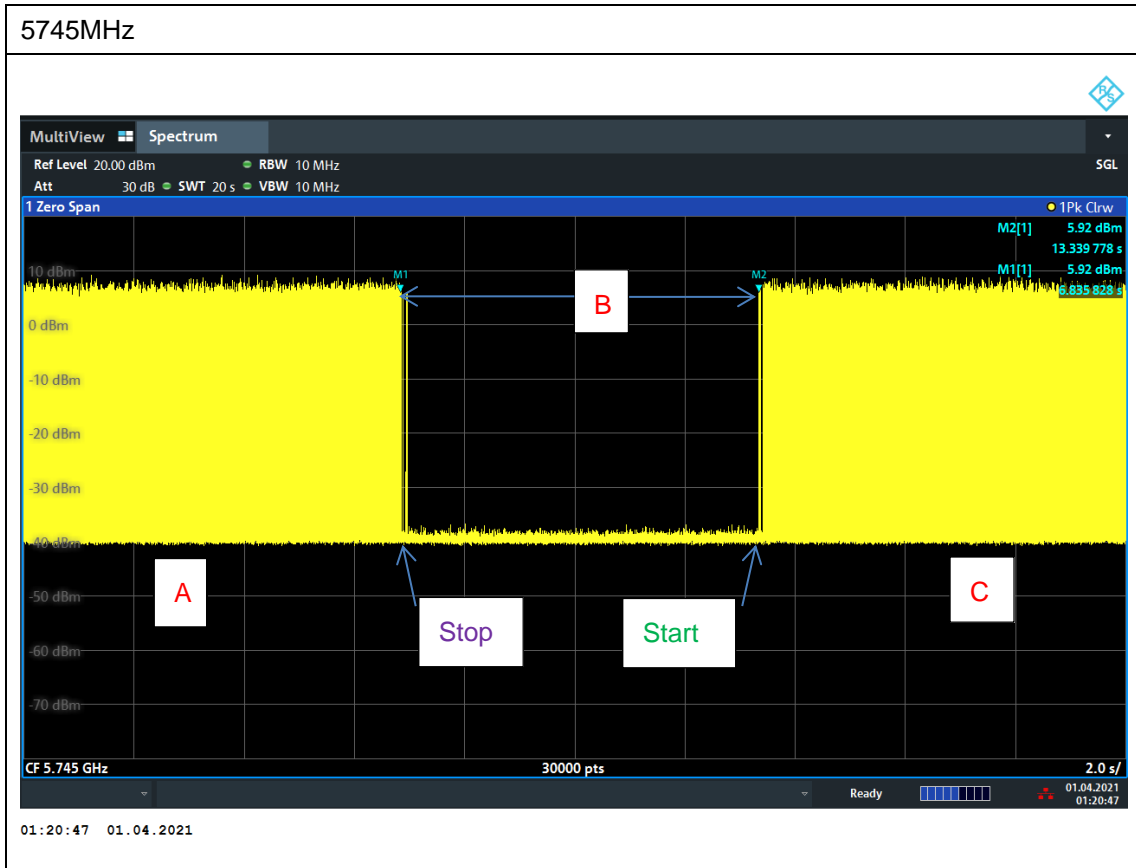 5745MHz
R&S
MultiView Spectrum
Ref Level 20.00 dBm RBW 10 MHz SGL
Att 30 dB SWT 20 s VBW 10 MHz
1 Zero Span 1Pk Clrw
M2[1] 5.92 dBm
13.339 778 s
M1[1] 5.92 dBm
6.835 828 s
10 dBm
M1 M2
B
0 dBm
-10 dBm
-20 dBm
-30 dBm
-40 dBm
-50 dBm
A C
Stop Start
-60 dBm
-70 dBm
CF 5.745 GHz 30000 pts 2.0 s/
Ready 01.04.2021
01:20:47
01:20:47 01.04.2021